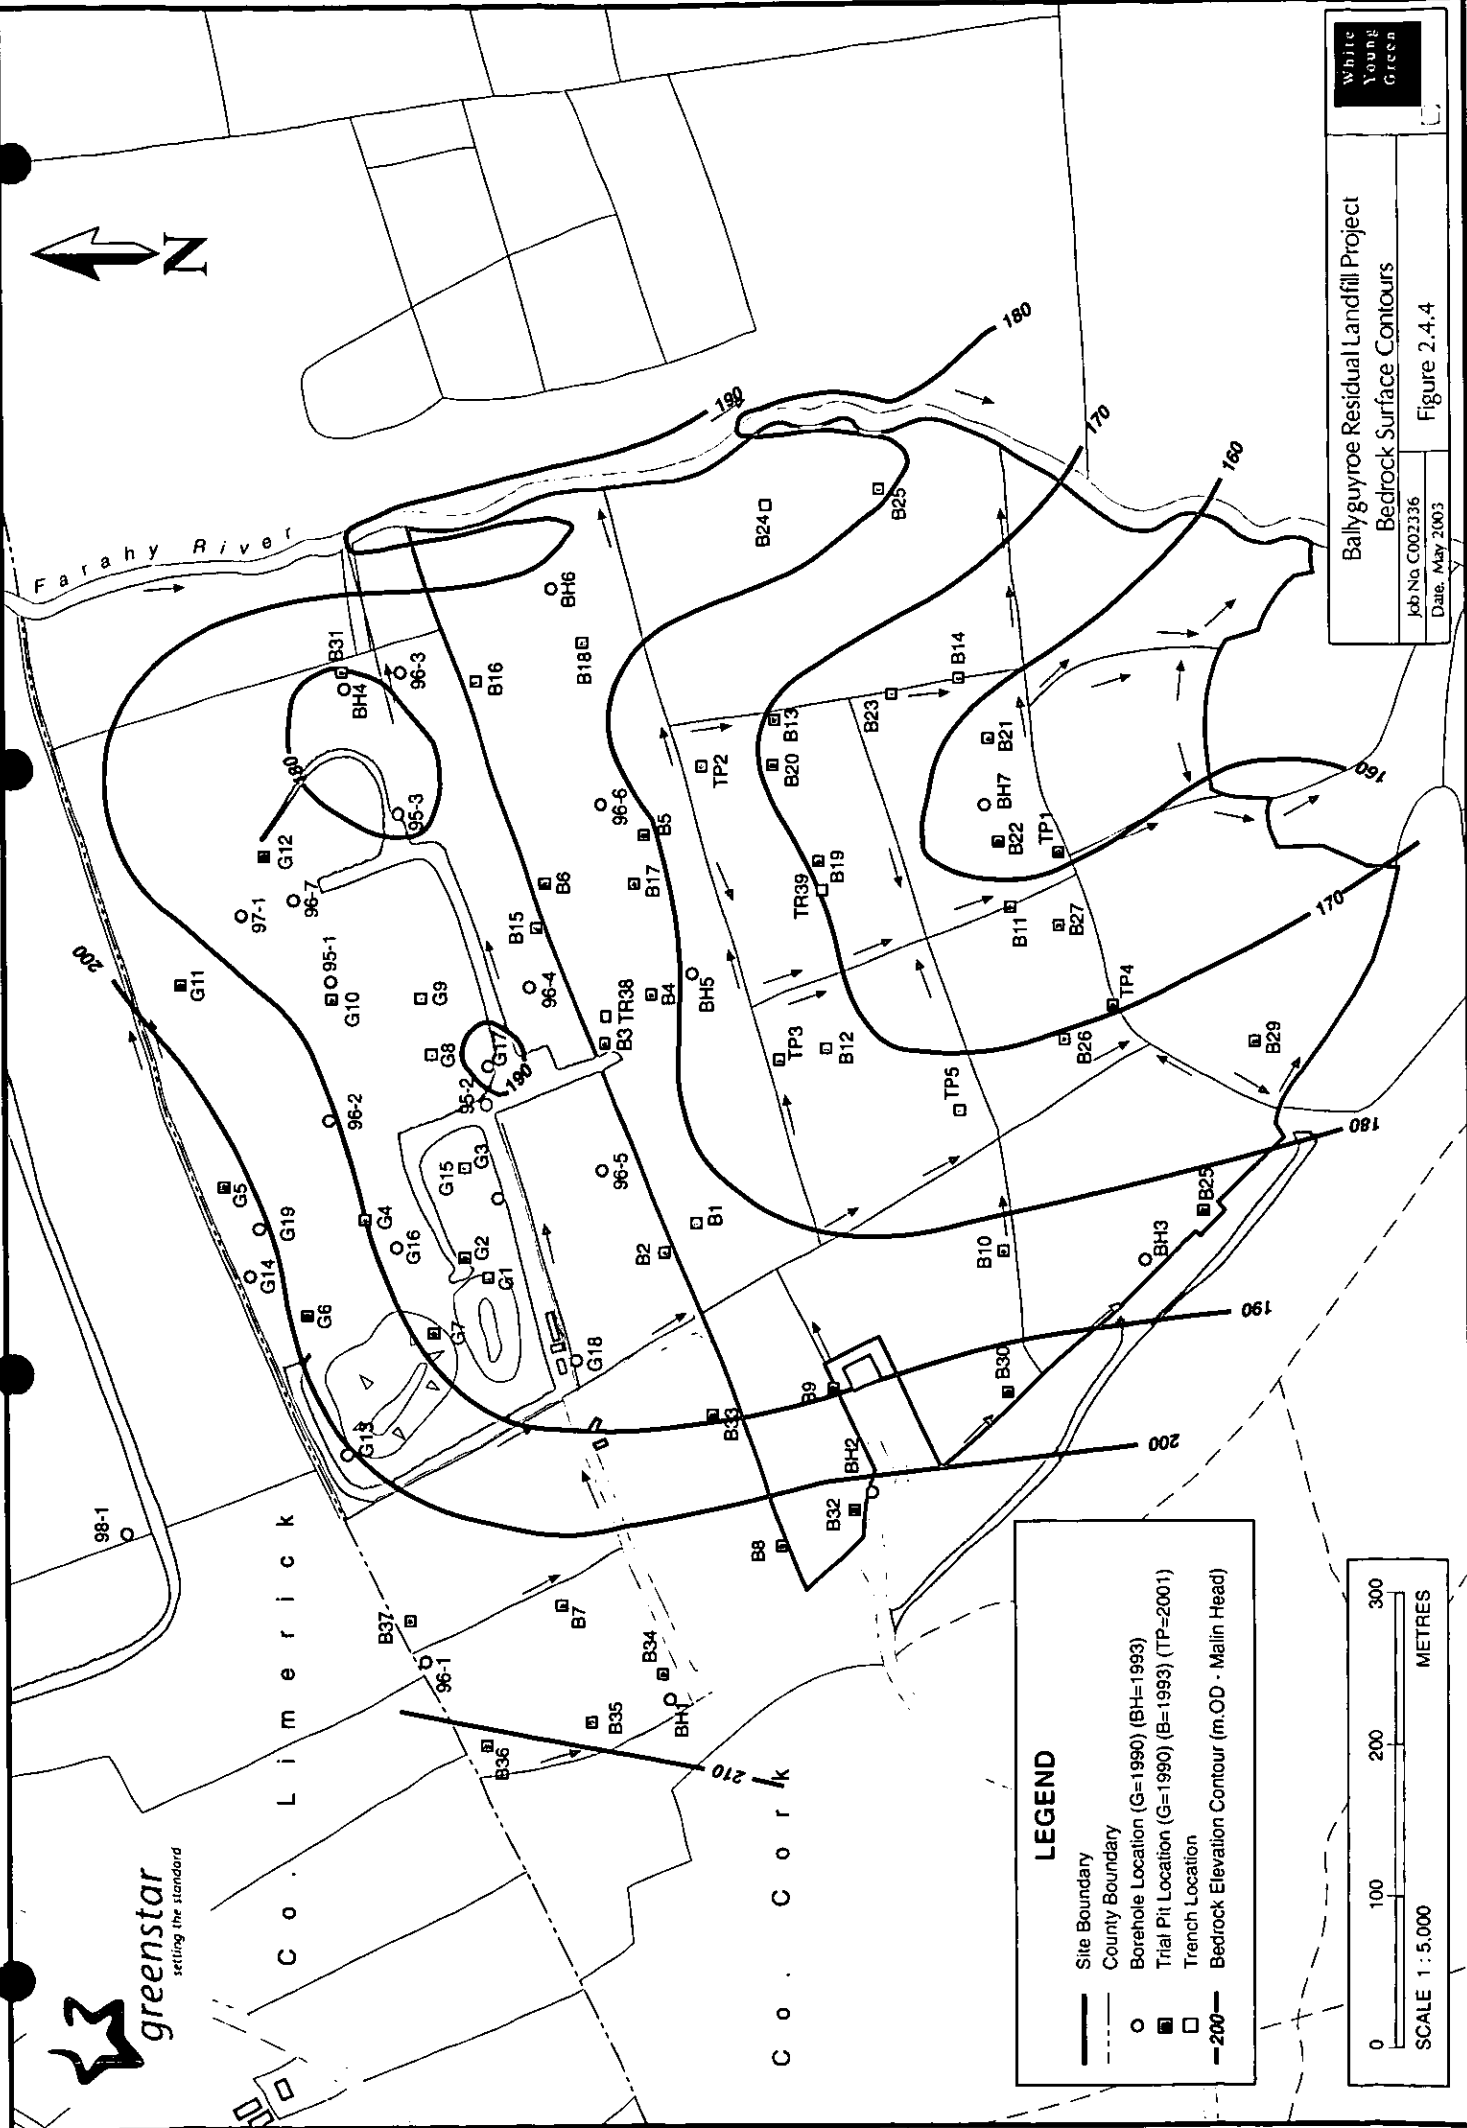 greenstar
setting the standard
N
Farahy River
Co. Limerick
Co. Cork
98-1
G13
G6
G14
G19
G5
G11
200
97-1
96-7
G12
180
BH4
B31
96-3
95-3
95-1
G10
G9
G8
G17
190
95-2
96-2
G4
G16
G15
G3
G2
G1
G7
G18
B37
96-1
B36
B35
B7
B34
BH1
210
B8
B32
BH2
B9
B33
B2
B1
96-5
B3
TR38
B4
BH5
96-4
B15
B6
B17
B5
96-6
B16
B18
BH6
190
B24
B25
180
170
160
TP2
B13
B20
B23
B14
B19
TR39
TP3
B12
TP5
B21
BH7
B22
TP1
B11
B27
TP4
B26
B29
B10
B30
BH3
B25
160
170
180
190
200
LEGEND
Site Boundary
County Boundary
Borehole Location (G=1990) (BH=1993)
Trial Pit Location (G=1990) (B=1993) (TP=2001)
Trench Location
200 Bedrock Elevation Contour (m.OD - Malin Head)
0 100 200 300
SCALE 1 : 5,000 METRES
Ballyguyroe Residual Landfill Project
Bedrock Surface Contours
Job No. C002336
Date. May 2003
Figure 2.4.4
White
Young
Green